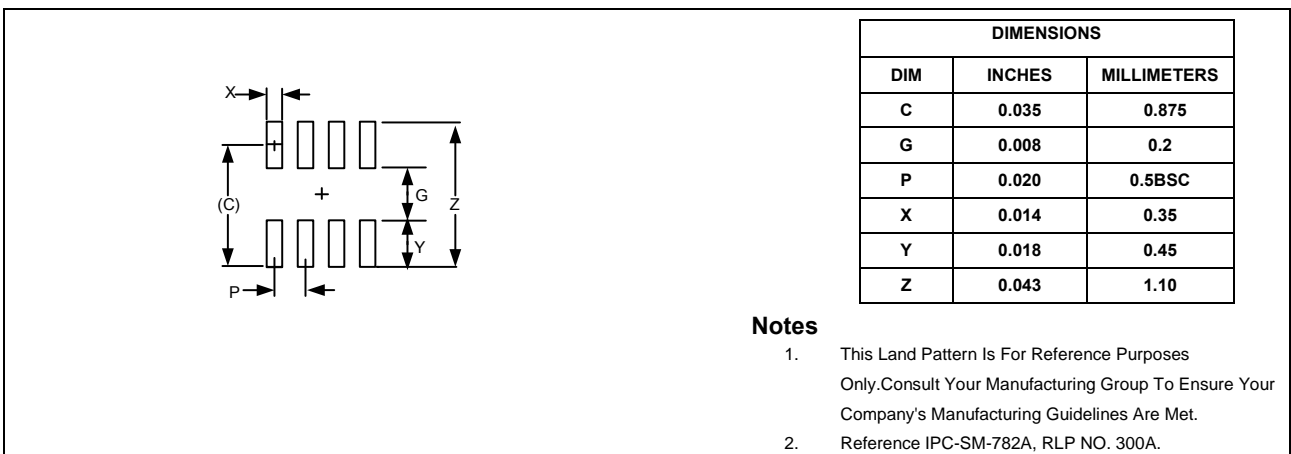 X
(C)
G
Z
Y
P
DIMENSIONS
DIM INCHES MILLIMETERS
C 0.035 0.875
G 0.008 0.2
P 0.020 0.5BSC
X 0.014 0.35
Y 0.018 0.45
Z 0.043 1.10
Notes
1. This Land Pattern Is For Reference Purposes
Only.Consult Your Manufacturing Group To Ensure Your
Company's Manufacturing Guidelines Are Met.
2. Reference IPC-SM-782A, RLP NO. 300A.